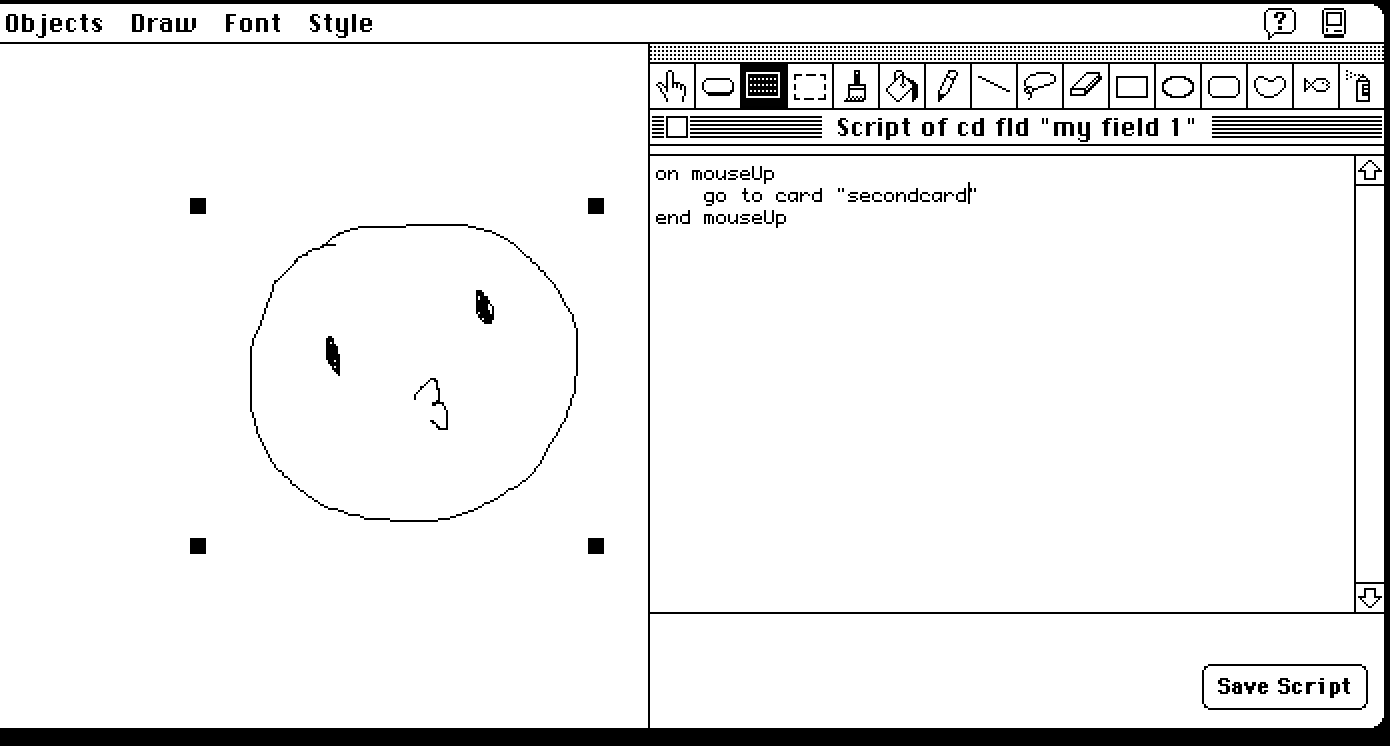 Objects Draw Font Style
?
Script of cd fld "my field 1"
on mouseUp
    go to card "secondcard"
end mouseUp
Save Script